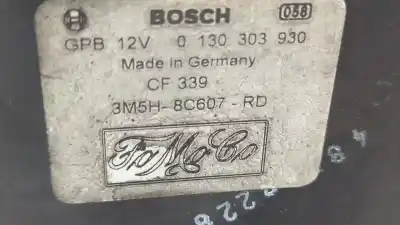 BOSCH 038
GPB 12V 0 130 303 930
Made in Germany
CF 339
3M5H-8C607-RD
FoMoCo